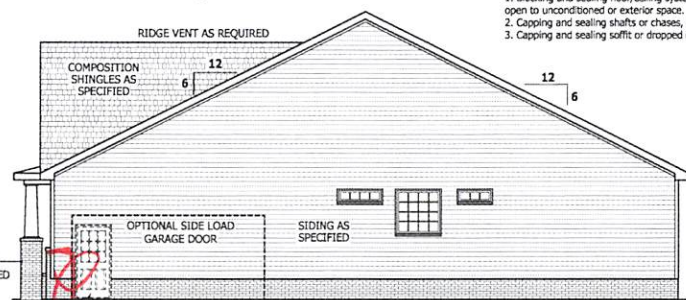 open to unconditioned or exterior space.
2. Capping and sealing shafts or chases,
3. Capping and sealing soffit or dropped
RIDGE VENT AS REQUIRED
COMPOSITION
SHINGLES AS
SPECIFIED
12
6
12
6
OPTIONAL SIDE LOAD
GARAGE DOOR
SIDING AS
SPECIFIED
ED